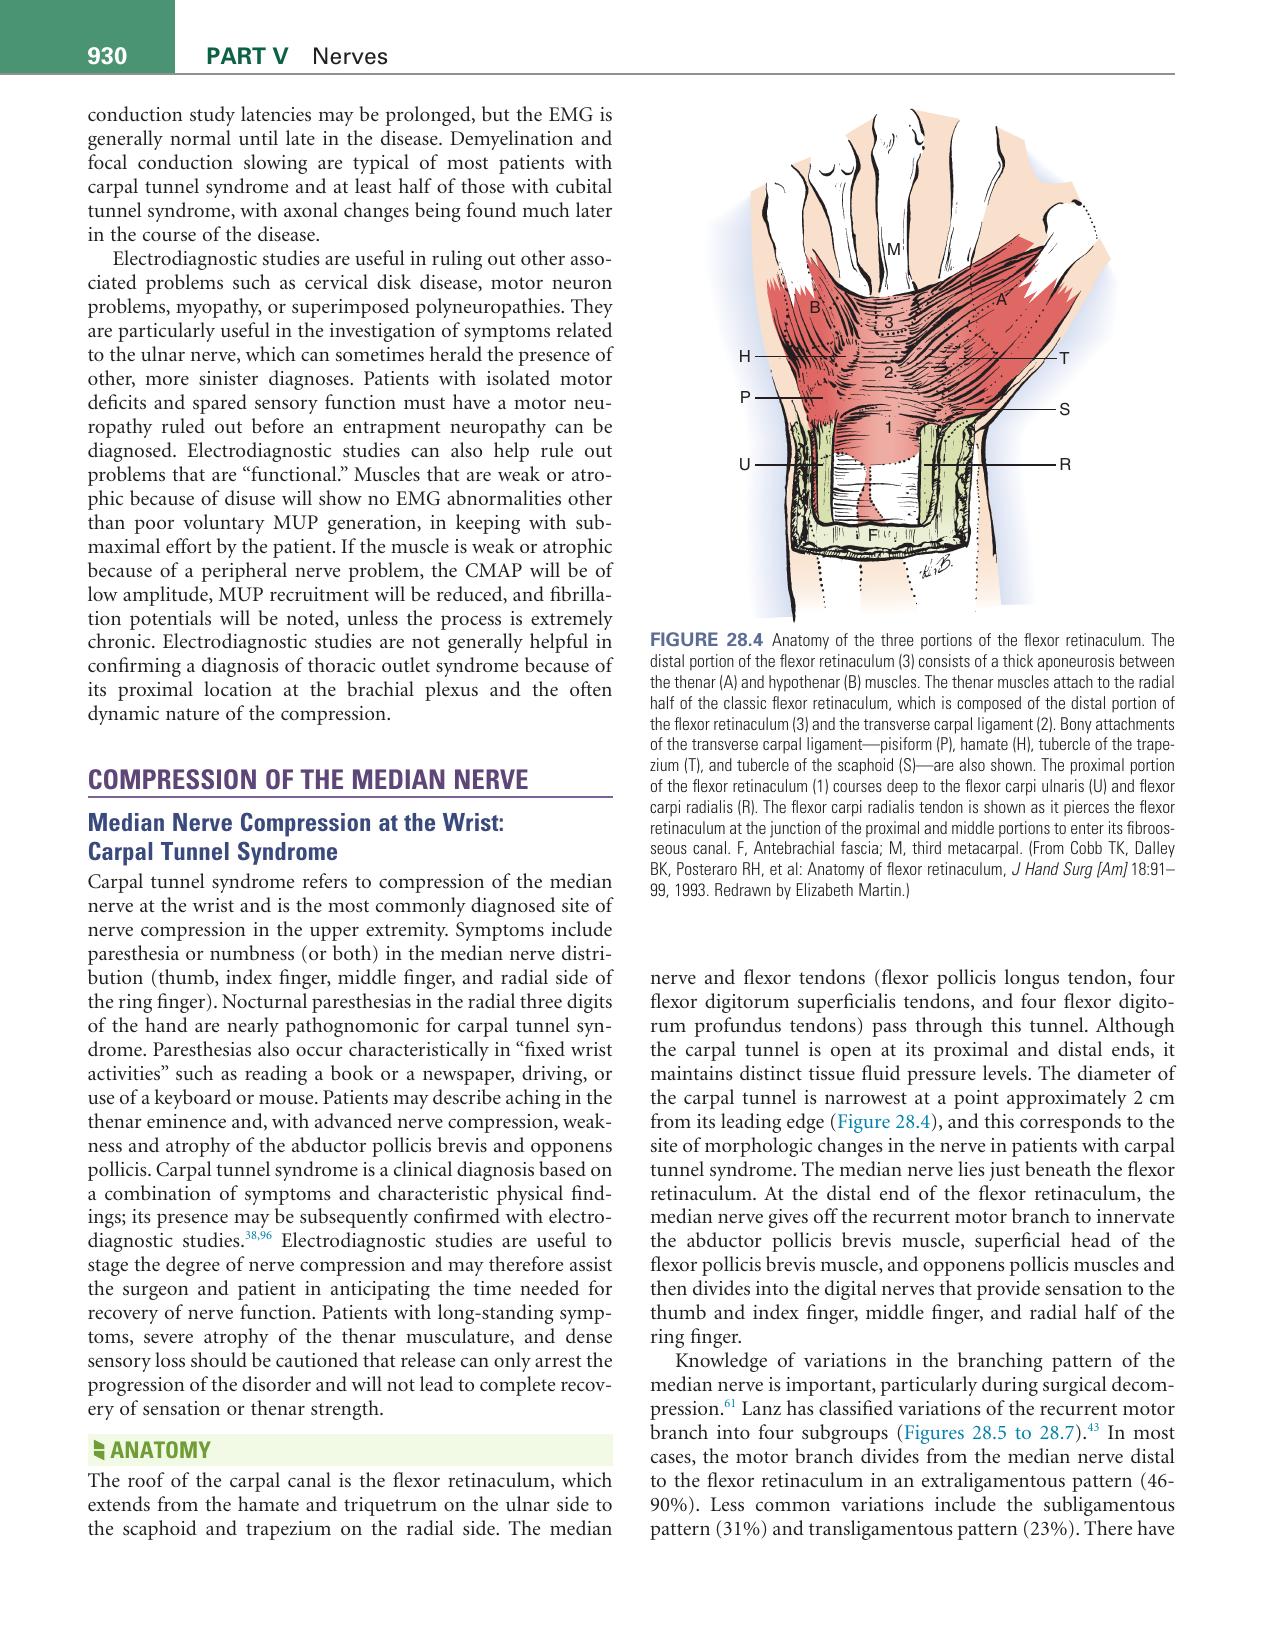 930
PART V Nerves
conduction study latencies may be prolonged, but the EMG is
generally normal until late in the disease. Demyelination and
focal conduction slowing are typical of most patients with
carpal tunnel syndrome and at least half of those with cubital
tunnel syndrome, with axonal changes being found much later
in the course of the disease.
Electrodiagnostic studies are useful in ruling out other asso-
ciated problems such as cervical disk disease, motor neuron
problems, myopathy, or superimposed polyneuropathies. They
are particularly useful in the investigation of symptoms related
to the ulnar nerve, which can sometimes herald the presence of
other, more sinister diagnoses. Patients with isolated motor
deficits and spared sensory function must have a motor neu-
ropathy ruled out before an entrapment neuropathy can be
diagnosed. Electrodiagnostic studies can also help rule out
problems that are “functional.” Muscles that are weak or atro-
phic because of disuse will show no EMG abnormalities other
than poor voluntary MUP generation, in keeping with sub-
maximal effort by the patient. If the muscle is weak or atrophic
because of a peripheral nerve problem, the CMAP will be of
low amplitude, MUP recruitment will be reduced, and fibrilla-
tion potentials will be noted, unless the process is extremely
chronic. Electrodiagnostic studies are not generally helpful in
confirming a diagnosis of thoracic outlet syndrome because of
its proximal location at the brachial plexus and the often
dynamic nature of the compression.
COMPRESSION OF THE MEDIAN NERVE
Median Nerve Compression at the Wrist:
Carpal Tunnel Syndrome
Carpal tunnel syndrome refers to compression of the median
nerve at the wrist and is the most commonly diagnosed site of
nerve compression in the upper extremity. Symptoms include
paresthesia or numbness (or both) in the median nerve distri-
bution (thumb, index finger, middle finger, and radial side of
the ring finger). Nocturnal paresthesias in the radial three digits
of the hand are nearly pathognomonic for carpal tunnel syn-
drome. Paresthesias also occur characteristically in “fixed wrist
activities” such as reading a book or a newspaper, driving, or
use of a keyboard or mouse. Patients may describe aching in the
thenar eminence and, with advanced nerve compression, weak-
ness and atrophy of the abductor pollicis brevis and opponens
pollicis. Carpal tunnel syndrome is a clinical diagnosis based on
a combination of symptoms and characteristic physical find-
ings; its presence may be subsequently confirmed with electro-
diagnostic studies.38,96 Electrodiagnostic studies are useful to
stage the degree of nerve compression and may therefore assist
the surgeon and patient in anticipating the time needed for
recovery of nerve function. Patients with long-standing symp-
toms, severe atrophy of the thenar musculature, and dense
sensory loss should be cautioned that release can only arrest the
progression of the disorder and will not lead to complete recov-
ery of sensation or thenar strength.
ANATOMY
The roof of the carpal canal is the flexor retinaculum, which
extends from the hamate and triquetrum on the ulnar side to
the scaphoid and trapezium on the radial side. The median
M
B
A
3
H
T
2
P
S
1
U
R
F
FIGURE 28.4 Anatomy of the three portions of the flexor retinaculum. The
distal portion of the flexor retinaculum (3) consists of a thick aponeurosis between
the thenar (A) and hypothenar (B) muscles. The thenar muscles attach to the radial
half of the classic flexor retinaculum, which is composed of the distal portion of
the flexor retinaculum (3) and the transverse carpal ligament (2). Bony attachments
of the transverse carpal ligament—pisiform (P), hamate (H), tubercle of the trape-
zium (T), and tubercle of the scaphoid (S)—are also shown. The proximal portion
of the flexor retinaculum (1) courses deep to the flexor carpi ulnaris (U) and flexor
carpi radialis (R). The flexor carpi radialis tendon is shown as it pierces the flexor
retinaculum at the junction of the proximal and middle portions to enter its fibroos-
seous canal. F, Antebrachial fascia; M, third metacarpal. (From Cobb TK, Dalley
BK, Posteraro RH, et al: Anatomy of flexor retinaculum, J Hand Surg [Am] 18:91–
99, 1993. Redrawn by Elizabeth Martin.)
nerve and flexor tendons (flexor pollicis longus tendon, four
flexor digitorum superficialis tendons, and four flexor digito-
rum profundus tendons) pass through this tunnel. Although
the carpal tunnel is open at its proximal and distal ends, it
maintains distinct tissue fluid pressure levels. The diameter of
the carpal tunnel is narrowest at a point approximately 2 cm
from its leading edge (Figure 28.4), and this corresponds to the
site of morphologic changes in the nerve in patients with carpal
tunnel syndrome. The median nerve lies just beneath the flexor
retinaculum. At the distal end of the flexor retinaculum, the
median nerve gives off the recurrent motor branch to innervate
the abductor pollicis brevis muscle, superficial head of the
flexor pollicis brevis muscle, and opponens pollicis muscles and
then divides into the digital nerves that provide sensation to the
thumb and index finger, middle finger, and radial half of the
ring finger.
Knowledge of variations in the branching pattern of the
median nerve is important, particularly during surgical decom-
pression.61 Lanz has classified variations of the recurrent motor
branch into four subgroups (Figures 28.5 to 28.7).43 In most
cases, the motor branch divides from the median nerve distal
to the flexor retinaculum in an extraligamentous pattern (46-
90%). Less common variations include the subligamentous
pattern (31%) and transligamentous pattern (23%). There have